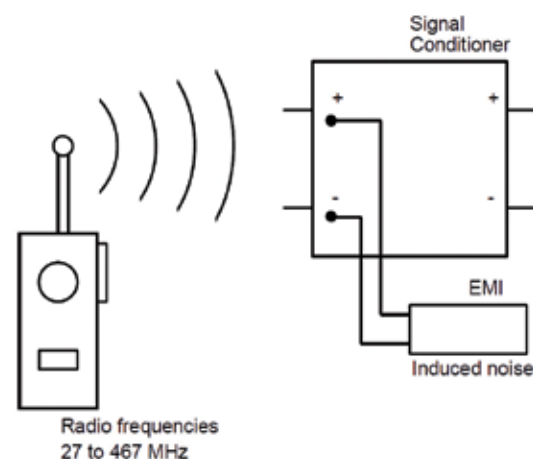 Signal
Conditioner
+ +
- -
EMI
Induced noise
Radio frequencies
27 to 467 MHz